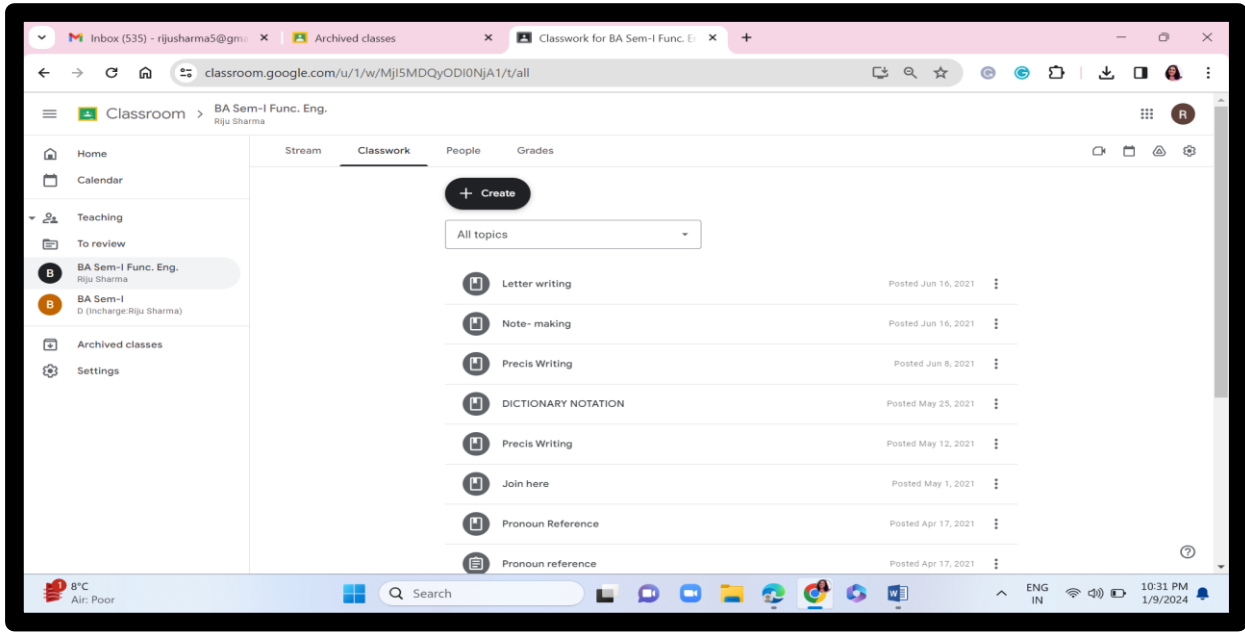 Inbox (535) - rijusharma5@gma
Archived classes
Classwork for BA Sem-I Func. E
classroom.google.com/u/1/w/MjI5MDQyODI0NjA1/t/all
Classroom > BA Sem-I Func. Eng.
Riju Sharma
R
Home
Calendar
Teaching
To review
B BA Sem-I Func. Eng.
Riju Sharma
B BA Sem-I
D (Incharge:Riju Sharma)
Archived classes
Settings
Stream Classwork People Grades
+ Create
All topics
Letter writing Posted Jun 16, 2021
Note- making Posted Jun 16, 2021
Precis Writing Posted Jun 8, 2021
DICTIONARY NOTATION Posted May 25, 2021
Precis Writing Posted May 12, 2021
Join here Posted May 1, 2021
Pronoun Reference Posted Apr 17, 2021
Pronoun reference Posted Apr 17, 2021
1 8°C
Air: Poor
Search
ENG
IN
10:31 PM
1/9/2024